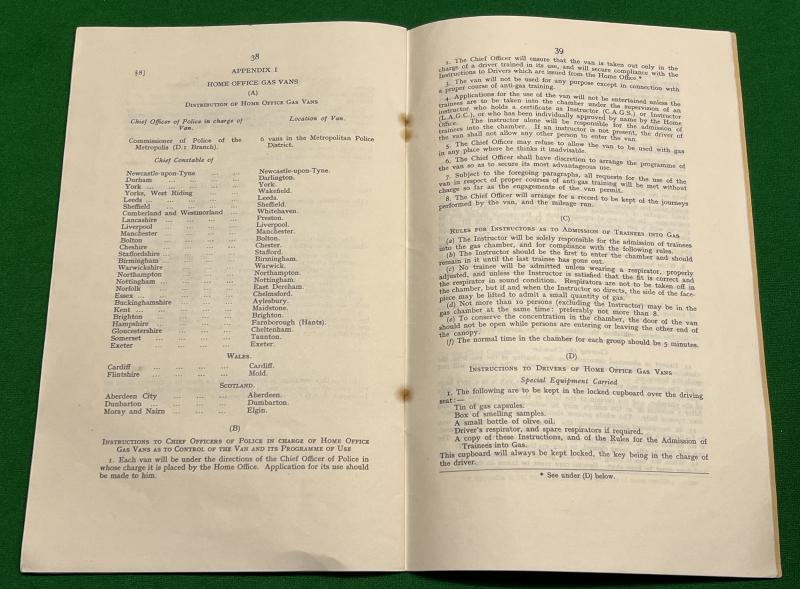 38
§8]
APPENDIX I
HOME OFFICE GAS VANS
(A)
DISTRIBUTION OF HOME OFFICE GAS VANS
Chief Officer of Police in charge of Van.
Location of Van.
Commissioner of Police of the Metropolis (D.1 Branch).
6 vans in the Metropolitan Police District.
Chief Constable of
Newcastle-upon-Tyne ... ... Newcastle-upon-Tyne.
Durham ... ... ... Darlington.
York ... ... ... ... York.
Yorks, West Riding ... ... Wakefield.
Leeds ... ... ... ... Leeds.
Sheffield ... ... ... Sheffield.
Cumberland and Westmorland ... Whitehaven.
Lancashire ... ... ... Preston.
Liverpool ... ... ... Liverpool.
Manchester ... ... ... Manchester.
Bolton ... ... ... Bolton.
Cheshire ... ... ... Chester.
Staffordshire ... ... ... Stafford.
Birmingham ... ... ... Birmingham.
Warwickshire ... ... ... Warwick.
Northampton ... ... ... Northampton.
Nottingham ... ... ... Nottingham.
Norfolk ... ... ... East Dereham.
Essex ... ... ... ... Chelmsford.
Buckinghamshire ... ... Aylesbury.
Kent ... ... ... ... Maidstone.
Brighton ... ... ... Brighton.
Hampshire ... ... ... Farnborough (Hants).
Gloucestershire ... ... ... Cheltenham.
Somerset ... ... ... Taunton.
Exeter ... ... ... Exeter.
WALES.
Cardiff ... ... ... Cardiff.
Flintshire ... ... ... Mold.
SCOTLAND.
Aberdeen City ... ... ... Aberdeen.
Dunbarton ... ... ... Dumbarton.
Moray and Nairn ... ... ... Elgin.
(B)
INSTRUCTIONS TO CHIEF OFFICERS OF POLICE IN CHARGE OF HOME OFFICE
GAS VANS AS TO CONTROL OF THE VAN AND ITS PROGRAMME OF USE
1. Each van will be under the directions of the Chief Officer of Police in
whose charge it is placed by the Home Office. Application for its use should
be made to him.
39
2. The Chief Officer will ensure that the van is taken out only in the
charge of a driver trained in its use, and will secure compliance with the
Instructions to Drivers which are issued from the Home Office.*
3. The van will not be used for any purpose except in connection with
a proper course of anti-gas training.
4. Applications for the use of the van will not be entertained unless the
trainees are to be taken into the chamber under the supervision of an
instructor who holds a certificate as Instructor (C.A.G.S.) or Instructor
(L.A.G.C.), or who has been individually approved by name by the Home
Office. The instructor alone will be responsible for the admission of
trainees into the chamber. If an instructor is not present, the driver of
the van shall not allow any other person to enter the van.
5. The Chief Officer may refuse to allow the van to be used with gas
in any place where he thinks it inadvisable.
6. The Chief Officer shall have discretion to arrange the programme of
the van so as to secure its most advantageous use.
7. Subject to the foregoing paragraphs, all requests for the use of the
van in respect of proper courses of anti-gas training will be met without
charge so far as the engagements of the van permit.
8. The Chief Officer will arrange for a record to be kept of the journeys
performed by the van, and the mileage run.
(C)
RULES FOR INSTRUCTORS AS TO ADMISSION OF TRAINEES INTO GAS
(a) The Instructor will be solely responsible for the admission of trainees
into the gas chamber, and for compliance with the following rules.
(b) The Instructor should be the first to enter the chamber and should
remain in it until the last trainee has gone out.
(c) No trainee will be admitted unless wearing a respirator, properly
adjusted, and unless the Instructor is satisfied that the fit is correct and
the respirator in sound condition. Respirators are not to be taken off in
the chamber, but if and when the Instructor so directs, the side of the face-
piece may be lifted to admit a small quantity of gas.
(d) Not more than 10 persons (excluding the Instructor) may be in the
gas chamber at the same time: preferably not more than 8.
(e) To conserve the concentration in the chamber, the door of the van
should not be open while persons are entering or leaving the other end of
the canopy.
(f) The normal time in the chamber for each group should be 5 minutes.
(D)
INSTRUCTIONS TO DRIVERS OF HOME OFFICE GAS VANS
Special Equipment Carried
1. The following are to be kept in the locked cupboard over the driving
seat:—
Tin of gas capsules.
Box of smelling samples.
A small bottle of olive oil.
Driver's respirator, and spare respirators if required.
A copy of these Instructions, and of the Rules for the Admission of
Trainees into Gas.
This cupboard will always be kept locked, the key being in the charge of
the driver.
* See under (D) below.